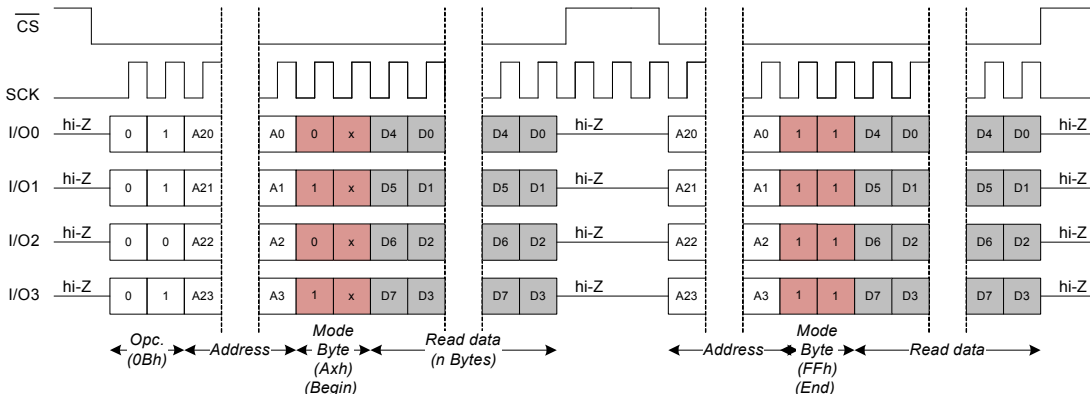 CS
SCK
I/O0 hi-Z 0 1 A20 A0 0 x D4 D0 D4 D0 hi-Z A20 A0 1 1 D4 D0 D4 D0 hi-Z
I/O1 hi-Z 0 1 A21 A1 1 x D5 D1 D5 D1 hi-Z A21 A1 1 1 D5 D1 D5 D1 hi-Z
I/O2 hi-Z 0 0 A22 A2 0 x D6 D2 D6 D2 hi-Z A22 A2 1 1 D6 D2 D6 D2 hi-Z
I/O3 hi-Z 0 1 A23 A3 1 x D7 D3 D7 D3 hi-Z A23 A3 1 1 D7 D3 D7 D3 hi-Z
Opc.
(0Bh)
Address
Mode
Byte
(Axh)
(Begin)
Read data
(n Bytes)
Address
Mode
Byte
(FFh)
(End)
Read data